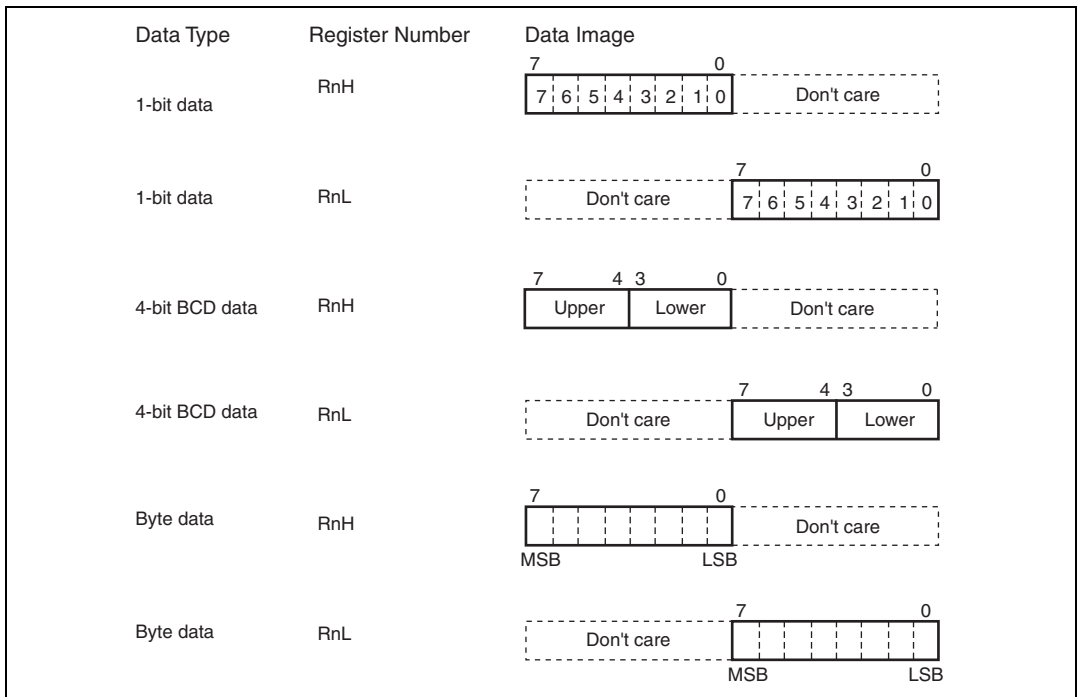 Data Type Register Number Data Image
7 0
1-bit data RnH 7 6 5 4 3 2 1 0 Don't care
7 0
1-bit data RnL Don't care 7 6 5 4 3 2 1 0
7 4 3 0
4-bit BCD data RnH Upper Lower Don't care
7 4 3 0
4-bit BCD data RnL Don't care Upper Lower
7 0
Byte data RnH Don't care
MSB LSB
7 0
Byte data RnL Don't care
MSB LSB